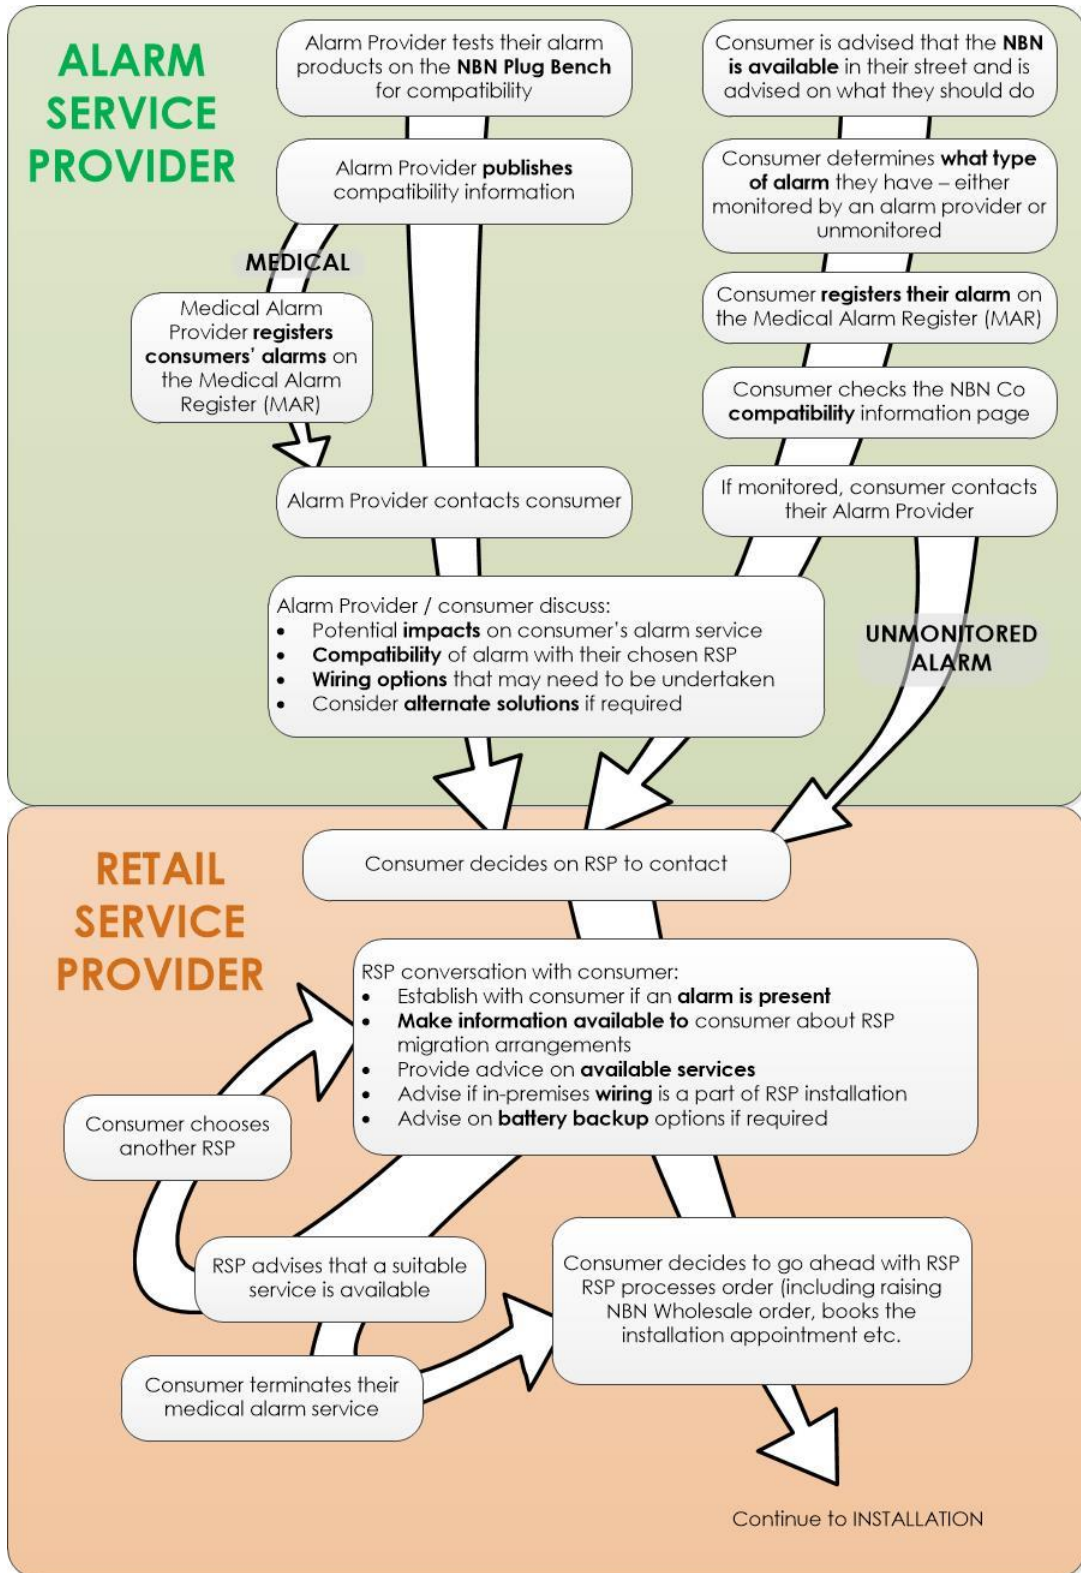 ALARM
SERVICE
PROVIDER
Alarm Provider tests their alarm
products on the NBN Plug Bench
for compatibility
Alarm Provider publishes
compatibility information
MEDICAL
Medical Alarm
Provider registers
consumers' alarms on
the Medical Alarm
Register (MAR)
Alarm Provider contacts consumer
Consumer is advised that the NBN
is available in their street and is
advised on what they should do
Consumer determines what type
of alarm they have – either
monitored by an alarm provider or
unmonitored
Consumer registers their alarm on
the Medical Alarm Register (MAR)
Consumer checks the NBN Co
compatibility information page
If monitored, consumer contacts
their Alarm Provider
Alarm Provider / consumer discuss:
• Potential impacts on consumer's alarm service
• Compatibility of alarm with their chosen RSP
• Wiring options that may need to be undertaken
• Consider alternate solutions if required
UNMONITORED
ALARM
RETAIL
SERVICE
PROVIDER
Consumer decides on RSP to contact
RSP conversation with consumer:
• Establish with consumer if an alarm is present
• Make information available to consumer about RSP
migration arrangements
• Provide advice on available services
• Advise if in-premises wiring is a part of RSP installation
• Advise on battery backup options if required
Consumer chooses
another RSP
RSP advises that a suitable
service is available
Consumer terminates their
medical alarm service
Consumer decides to go ahead with RSP
RSP processes order (including raising
NBN Wholesale order, books the
installation appointment etc.
Continue to INSTALLATION